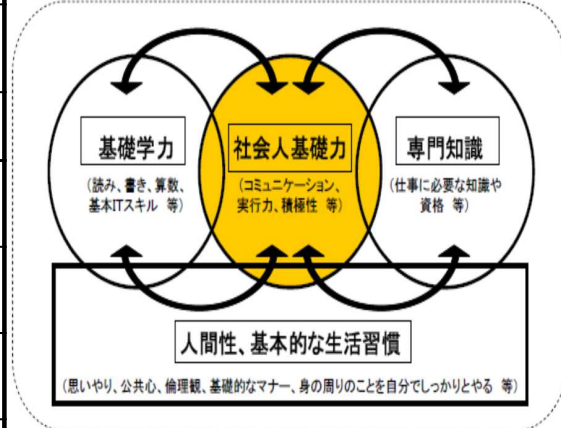 基礎学力
(読み、書き、算数、
基本ITスキル 等)
社会人基礎力
(コミュニケーション、
実行力、積極性 等)
専門知識
(仕事に必要な知識や
資格 等)
人間性、基本的な生活習慣
(思いやり、公共心、倫理観、基礎的なマナー、身の周りのことを自分でしっかりとやる 等)